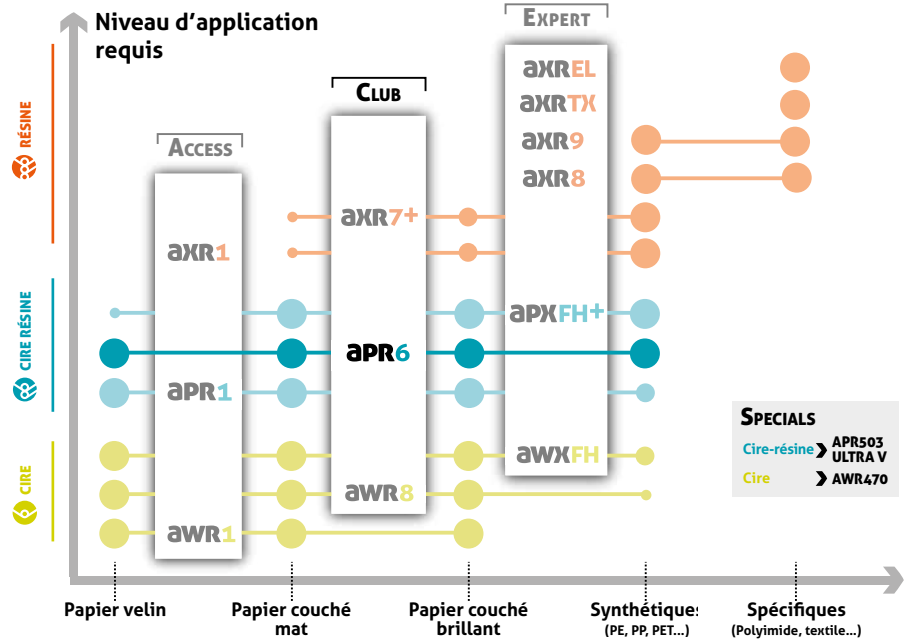 Niveau d’application
requis
EXPERT
CLUB
ACCESS
RÉSINE
CIRE RÉSINE
CIRE
aXREL
aXRTX
aXR9
aXR8
aXR7+
aXR1
aPXFH+
aPR6
aPR1
aWXFH
aWR8
aWR1
SPECIALS
Cire-résine APR503
ULTRA V
Cire AWR470
Papier velin
Papier couché
mat
Papier couché
brillant
Synthétiques
(PE, PP, PET...)
Spécifiques
(Polyimide, textile...)